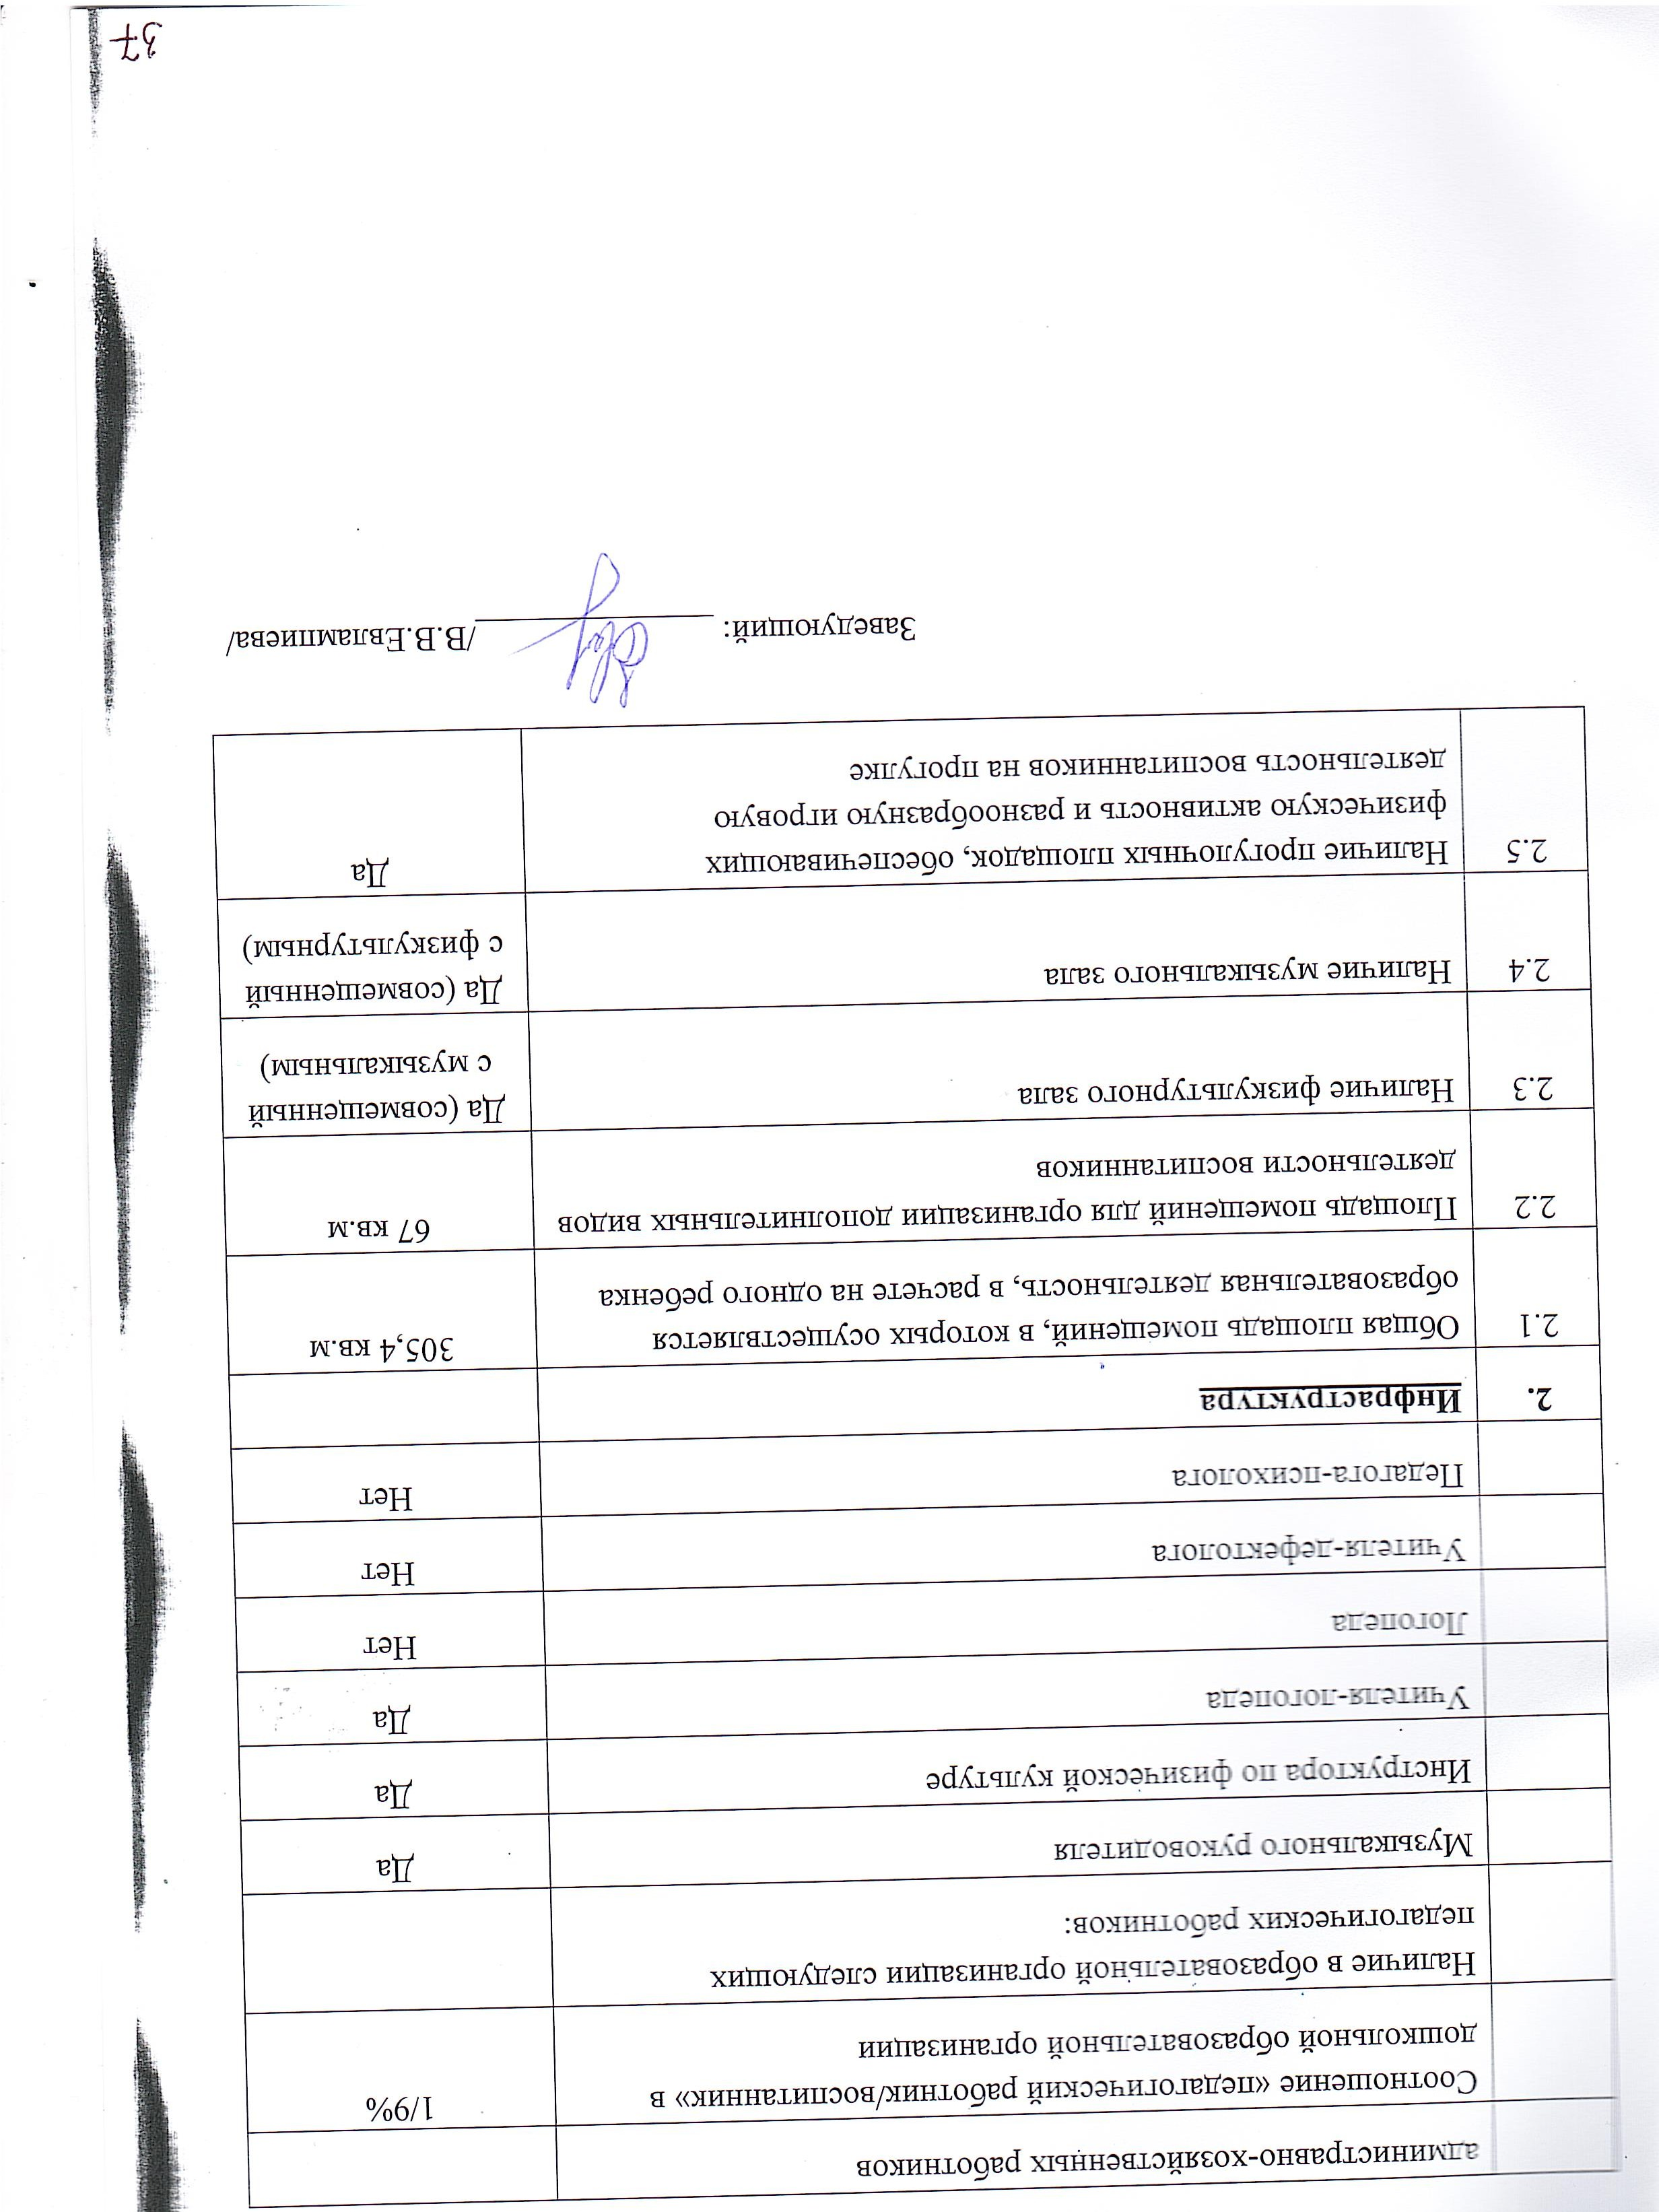 административно-хозяйственных работников
Соотношение «педагогический работник/воспитанник» в
дошкольной образовательной организации
1/9%
Наличие в образовательной организации следующих
педагогических работников:
Музыкального руководителя
Да
Инструктора по физической культуре
Да
Учителя-логопеда
Да
Логопеда
Нет
Учителя-дефектолога
Нет
Педагога-психолога
Нет
2.
Инфраструктура
2.1
Общая площадь помещений, в которых осуществляется
образовательная деятельность, в расчете на одного ребенка
305,4 кв.м
2.2
Площадь помещений для организации дополнительных видов
деятельности воспитанников
67 кв.м
2.3
Наличие физкультурного зала
Да (совмещенный
с музыкальным)
2.4
Наличие музыкального зала
Да (совмещенный
с физкультурным)
2.5
Наличие прогулочных площадок, обеспечивающих
физическую активность и разнообразную игровую
деятельность воспитанников на прогулке
Да
Заведующий: /В.В.Евлампиева/
37